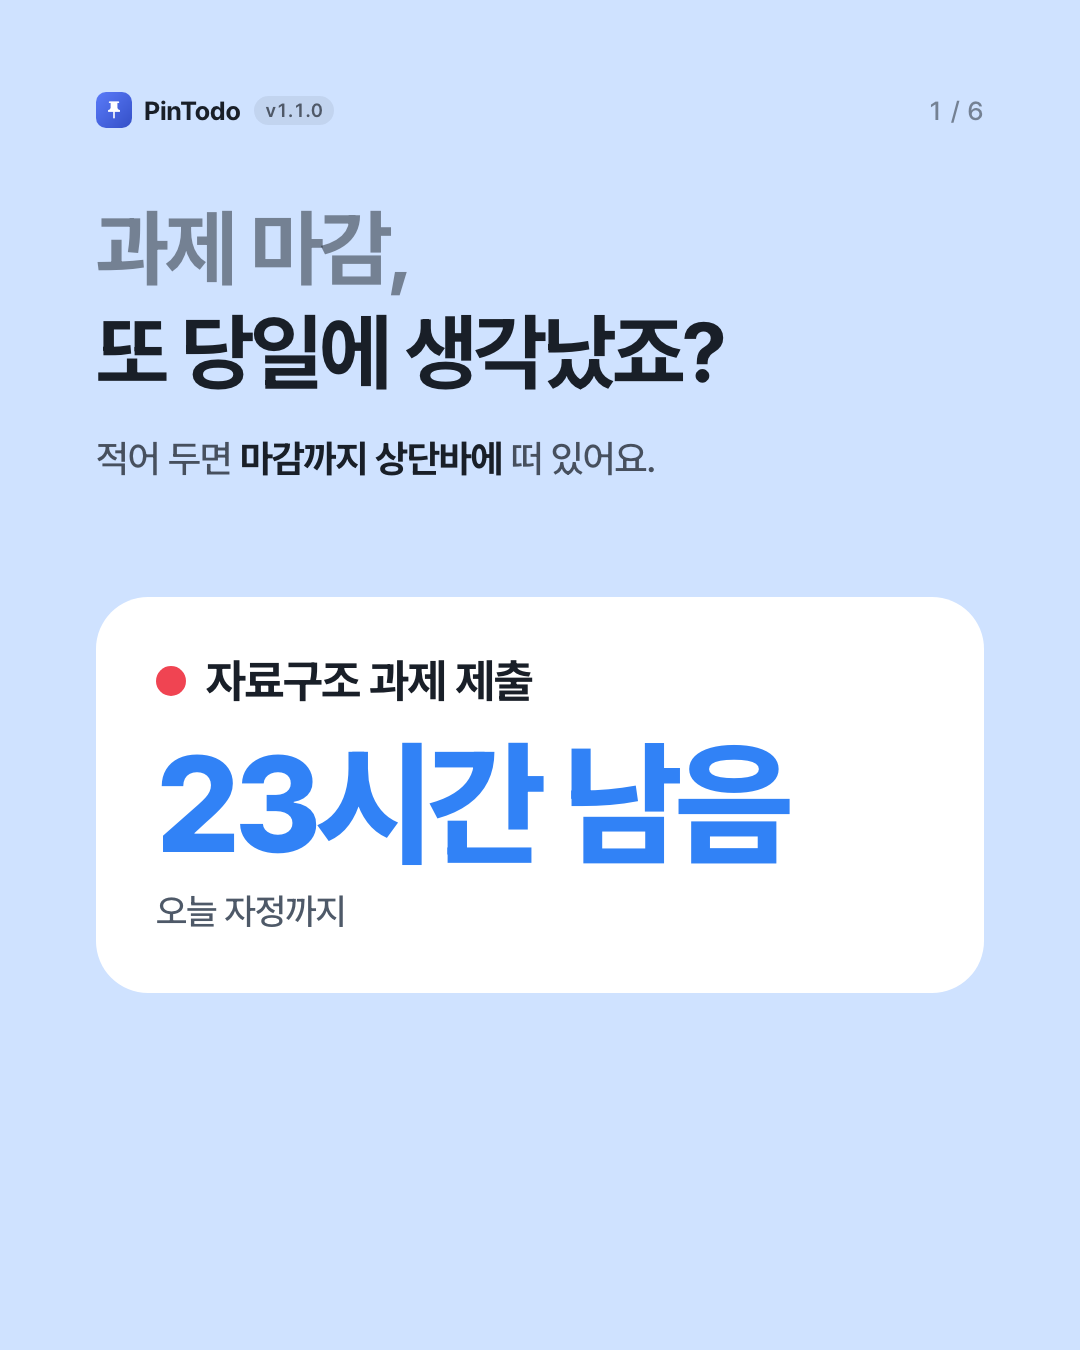 PinTodo v1.1.0 1 / 6
과제 마감,
또 당일에 생각났죠?
적어 두면 마감까지 상단바에 떠 있어요.
자료구조 과제 제출
23시간 남음
오늘 자정까지